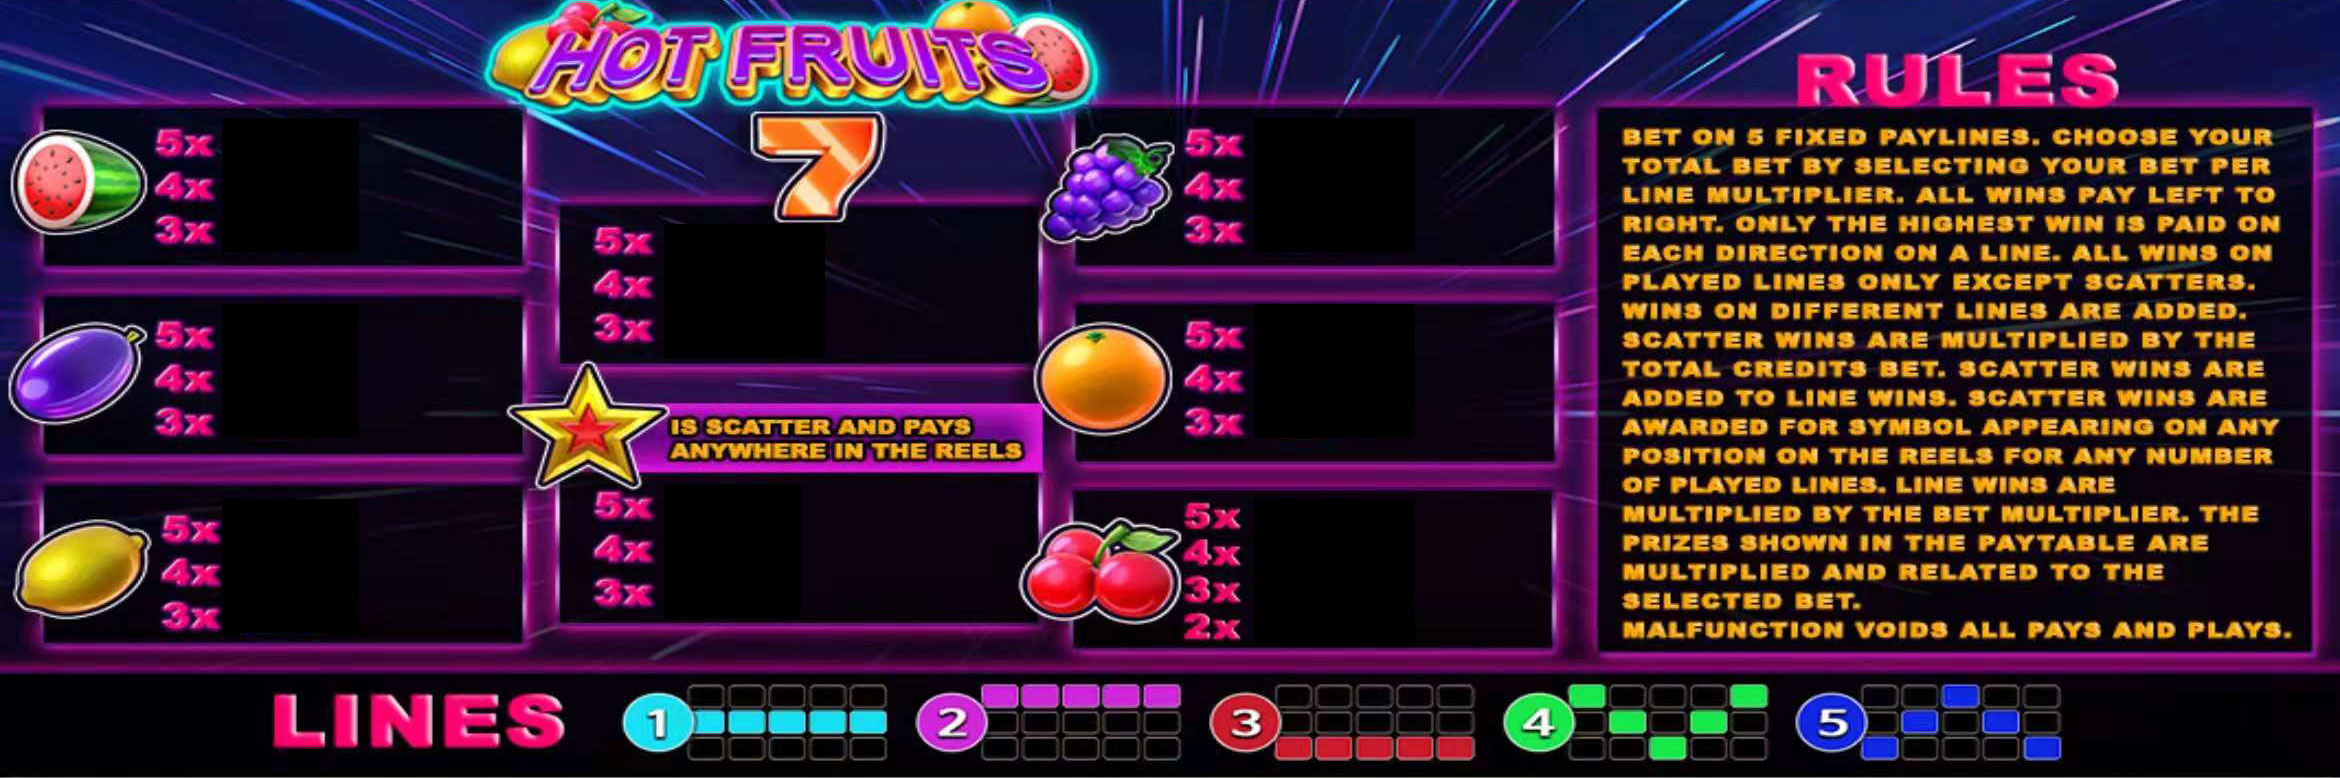 HOT FRUITS
5x
4x
3x
5x
4x
3x
5x
4x
3x
7
5x
4x
3x
IS SCATTER AND PAYS
ANYWHERE IN THE REELS
5x
4x
3x
5x
4x
3x
5x
4x
3x
5x
4x
3x
2x
RULES
BET ON 5 FIXED PAYLINES. CHOOSE YOUR
TOTAL BET BY SELECTING YOUR BET PER
LINE MULTIPLIER. ALL WINS PAY LEFT TO
RIGHT. ONLY THE HIGHEST WIN IS PAID ON
EACH DIRECTION ON A LINE. ALL WINS ON
PLAYED LINES ONLY EXCEPT SCATTERS.
WINS ON DIFFERENT LINES ARE ADDED.
SCATTER WINS ARE MULTIPLIED BY THE
TOTAL CREDITS BET. SCATTER WINS ARE
ADDED TO LINE WINS. SCATTER WINS ARE
AWARDED FOR SYMBOL APPEARING ON ANY
POSITION ON THE REELS FOR ANY NUMBER
OF PLAYED LINES. LINE WINS ARE
MULTIPLIED BY THE BET MULTIPLIER. THE
PRIZES SHOWN IN THE PAYTABLE ARE
MULTIPLIED AND RELATED TO THE
SELECTED BET.
MALFUNCTION VOIDS ALL PAYS AND PLAYS.
LINES 1 2 3 4 5